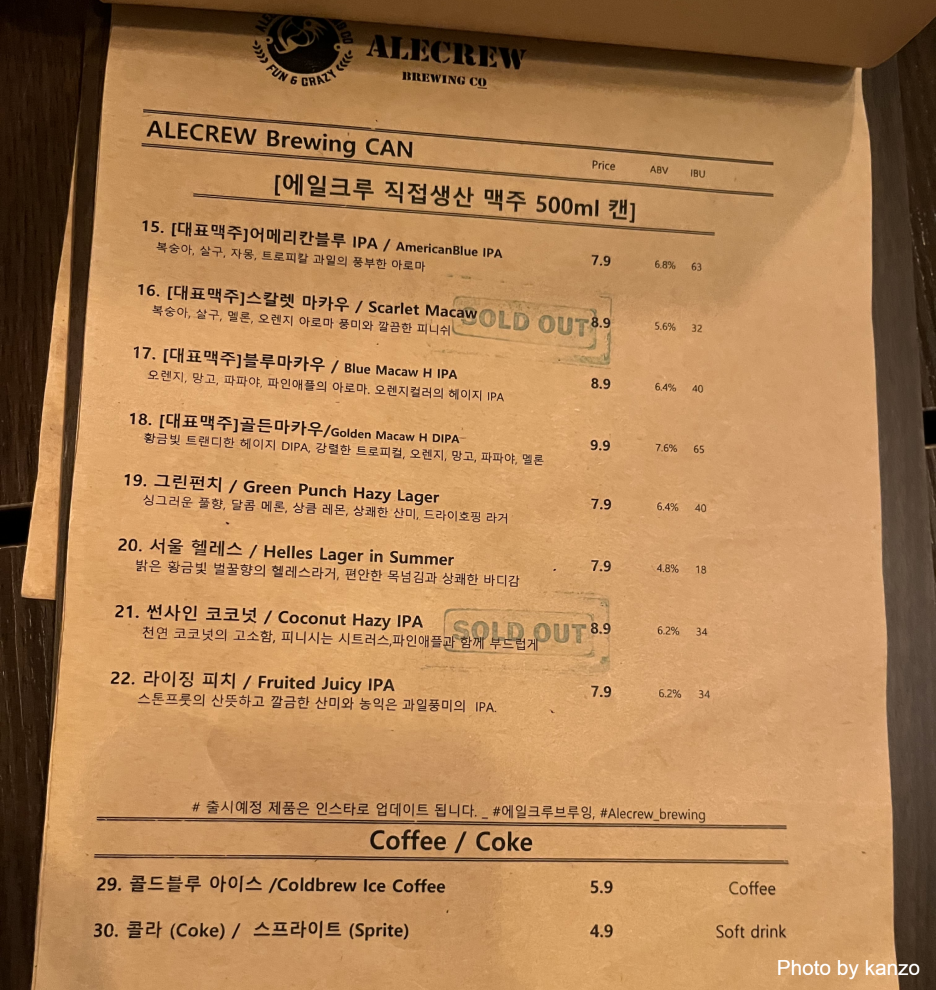 FUN & CRAZY
ALECREW
BREWING CO
ALECREW Brewing CAN
Price ABV IBU
[에일크루 직접생산 맥주 500ml 캔]
15. [대표맥주]어메리칸블루 IPA / AmericanBlue IPA 7.9 6.8% 63
복숭아, 살구, 자몽, 트로피칼 과일의 풍부한 아로마
16. [대표맥주]스칼렛 마카우 / Scarlet Macaw SOLD OUT 8.9 5.6% 32
복숭아, 살구, 멜론, 오렌지 아로마 풍미와 깔끔한 피니쉬
17. [대표맥주]블루마카우 / Blue Macaw H IPA 8.9 6.4% 40
오렌지, 망고, 파파야, 파인애플의 아로마. 오렌지컬러의 헤이지 IPA
18. [대표맥주]골든마카우/Golden Macaw H DIPA 9.9 7.6% 65
황금빛 트랜디한 헤이지 DIPA, 강렬한 트로피컬, 오렌지, 망고, 파파야, 멜론
19. 그린펀치 / Green Punch Hazy Lager 7.9 6.4% 40
싱그러운 풀향, 달콤 메론, 상큼 레몬, 상쾌한 산미, 드라이호핑 라거
20. 서울 헬레스 / Helles Lager in Summer 7.9 4.8% 18
밝은 황금빛 벌꿀향의 헬레스라거, 편안한 목넘김과 상쾌한 바디감
21. 썬사인 코코넛 / Coconut Hazy IPA SOLD OUT 8.9 6.2% 34
천연 코코넛의 고소함, 피니시는 시트러스,파인애플과 함께 부드럽게
22. 라이징 피치 / Fruited Juicy IPA 7.9 6.2% 34
스톤프룻의 산뜻하고 깔금한 산미와 농익은 과일풍미의 IPA.
# 출시예정 제품은 인스타로 업데이트 됩니다. _ #에일크루브루잉, #Alecrew_brewing
Coffee / Coke
29. 콜드블루 아이스 /Coldbrew Ice Coffee 5.9 Coffee
30. 콜라 (Coke) / 스프라이트 (Sprite) 4.9 Soft drink
Photo by kanzo